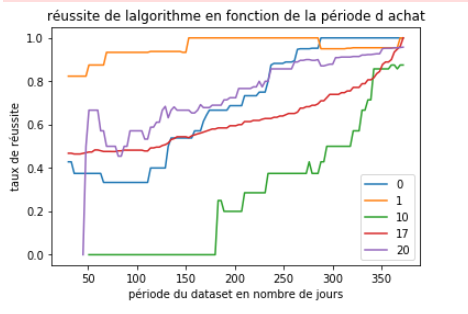 réussite de lalgorithme en fonction de la période d achat
taux de réussite
1.0
0.8
0.6
0.4
0.2
0.0
50 100 150 200 250 300 350
période du dataset en nombre de jours
0
1
10
17
20